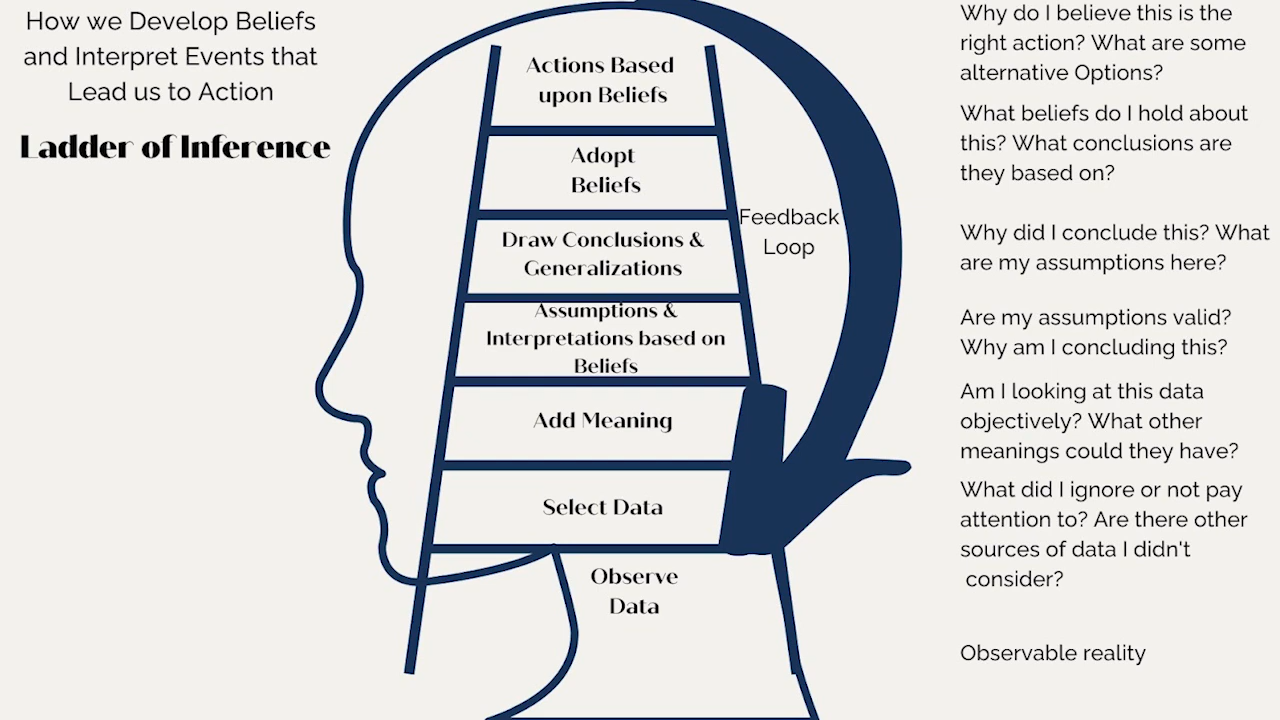 How we Develop Beliefs
and Interpret Events that
Lead us to Action
Ladder of Inference
Actions Based
upon Beliefs
Adopt
Beliefs
Draw Conclusions &
Generalizations
Assumptions &
Interpretations based on
Beliefs
Add Meaning
Select Data
Observe
Data
Feedback
Loop
Why do I believe this is the
right action? What are some
alternative Options?
What beliefs do I hold about
this? What conclusions are
they based on?
Why did I conclude this? What
are my assumptions here?
Are my assumptions valid?
Why am I concluding this?
Am I looking at this data
objectively? What other
meanings could they have?
What did I ignore or not pay
attention to? Are there other
sources of data I didn't
consider?
Observable reality